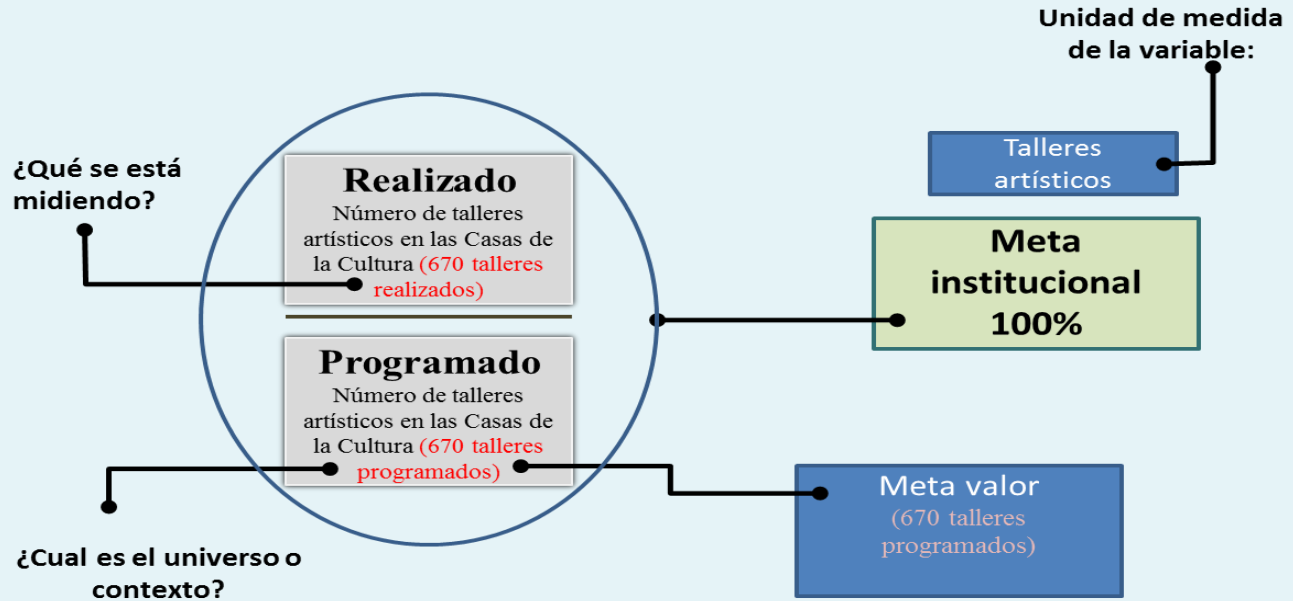 Unidad de medida
de la variable:
¿Qué se está
midiendo?
Realizado
Número de talleres
artísticos en las Casas de
la Cultura (670 talleres
realizados)
Talleres
artísticos
Meta
institucional
100%
Programado
Número de talleres
artísticos en las Casas de
la Cultura (670 talleres
programados)
Meta valor
(670 talleres
programados)
¿Cual es el universo o
contexto?